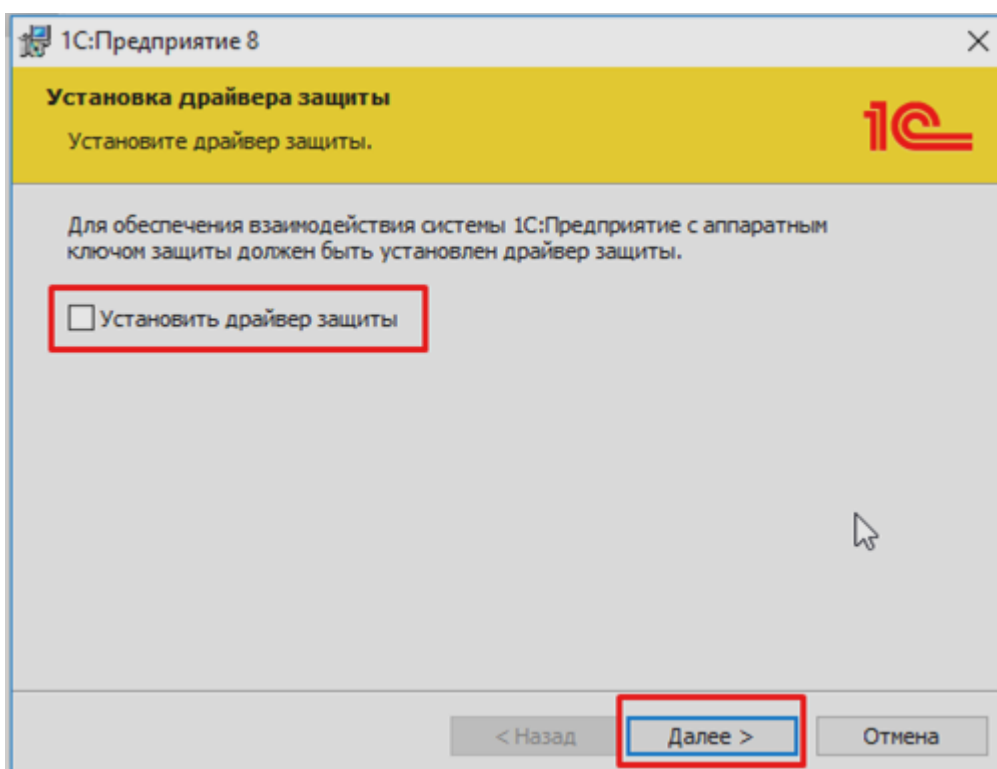 1С:Предприятие 8
Установка драйвера защиты
Установите драйвер защиты.
1С
Для обеспечения взаимодействия системы 1С:Предприятие с аппаратным
ключом защиты должен быть установлен драйвер защиты.
Установить драйвер защиты
< Назад Далее > Отмена